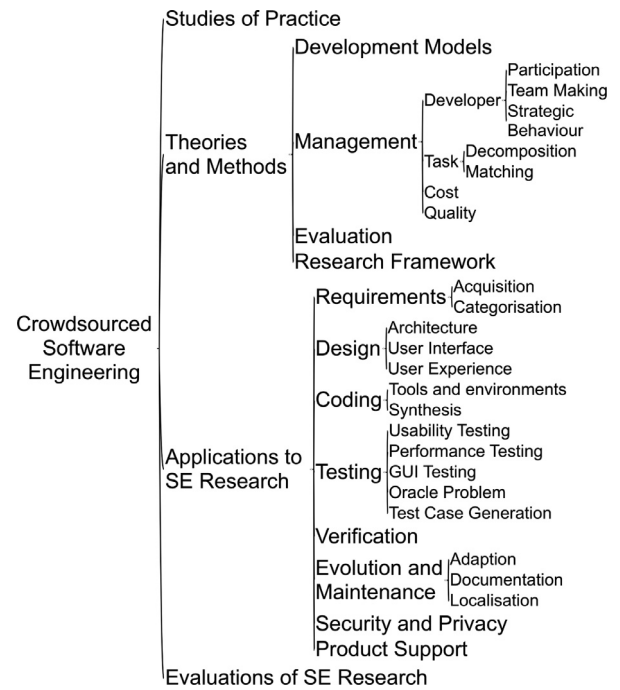 Studies of Practice
Development Models
Participation
Team Making
Developer
Strategic
Behaviour
Theories
and Methods
Management
Task
Decomposition
Matching
Cost
Quality
Evaluation
Research Framework
Crowdsourced
Software
Engineering
Requirements
Acquisition
Categorisation
Design
Architecture
User Interface
User Experience
Coding
Tools and environments
Synthesis
Applications to
SE Research
Testing
Usability Testing
Performance Testing
GUI Testing
Oracle Problem
Test Case Generation
Verification
Evolution and
Maintenance
Adaption
Documentation
Localisation
Security and Privacy
Product Support
Evaluations of SE Research